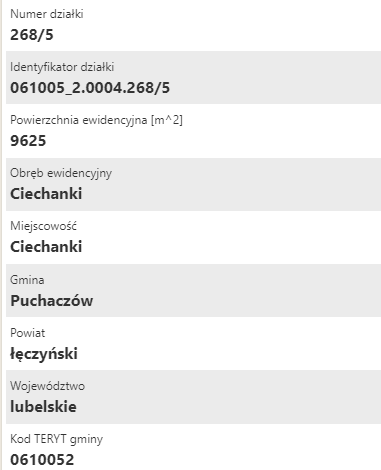 Numer działki
268/5
Identyfikator działki
061005_2.0004.268/5
Powierzchnia ewidencyjna [m^2]
9625
Obręb ewidencyjny
Ciechanki
Miejscowość
Ciechanki
Gmina
Puchaczów
Powiat
łęczyński
Województwo
lubelskie
Kod TERYT gminy
0610052